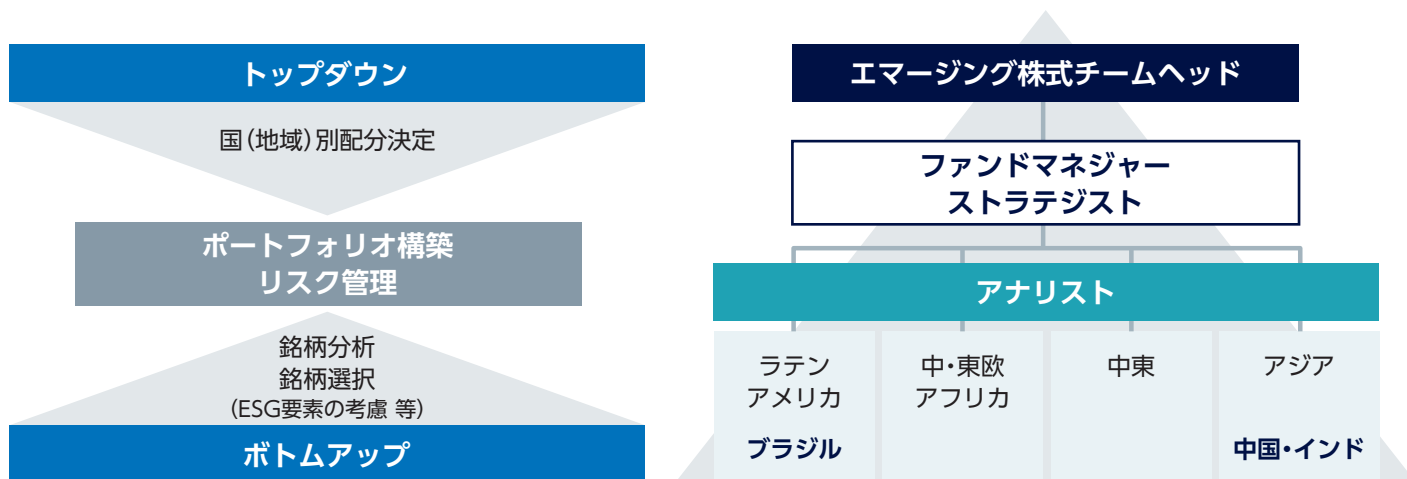 トップダウン
国（地域）別配分決定
ポートフォリオ構築
リスク管理
銘柄分析
銘柄選択
（ESG要素の考慮 等）
ボトムアップ
エマージング株式チームヘッド
ファンドマネジャー
ストラテジスト
アナリスト
ラテン
アメリカ
ブラジル
中・東欧
アフリカ
中東
アジア
中国・インド